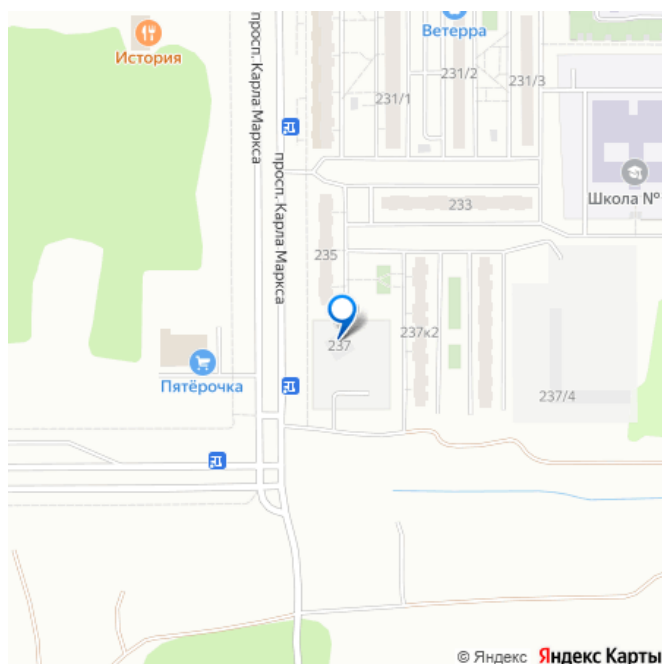 История
просп. Карла Маркса
просп. Карла Маркса
Ветерра
231/1
231/2
231/3
Школа №
233
235
237
237к2
237/4
Пятёрочка
© Яндекс Яндекс Карты